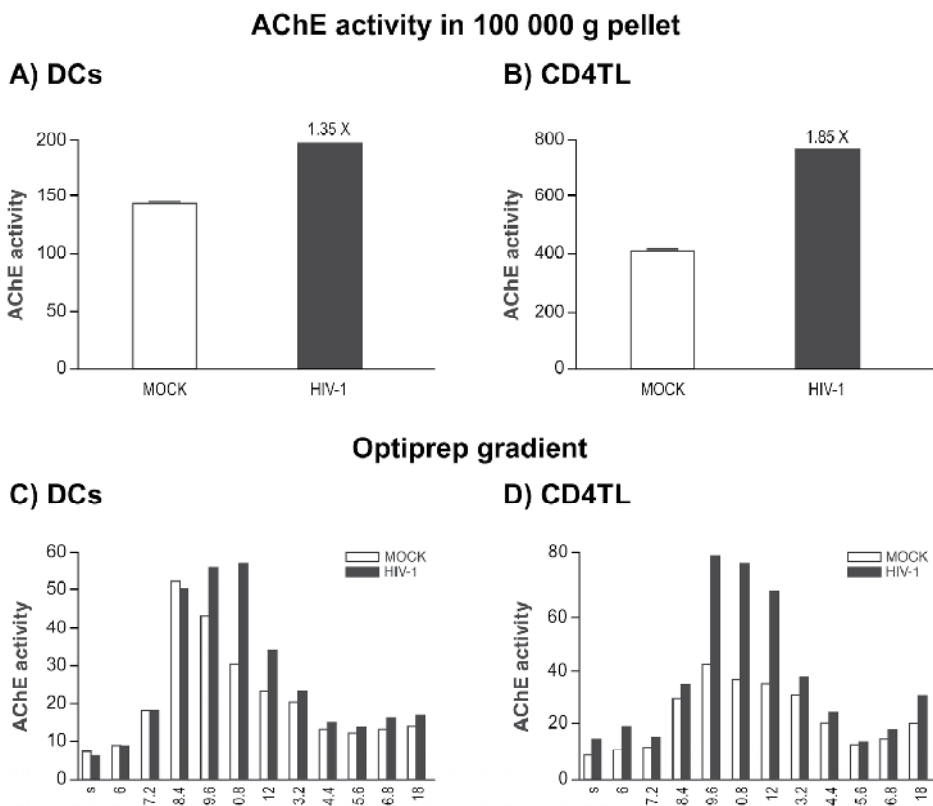 AChE activity in 100 000 g pellet
A) DCs
B) CD4TL
AChE activity
200
150
100
50
0
1.35 X
MOCK
HIV-1
AChE activity
800
600
400
200
0
1.85 X
MOCK
HIV-1
Optiprep gradient
C) DCs
D) CD4TL
AChE activity
60
50
40
30
20
10
0
MOCK
HIV-1
s 6 7.2 8.4 9.6 0.8 12 3.2 4.4 5.6 6.8 18
AChE activity
80
60
40
20
0
MOCK
HIV-1
s 6 7.2 8.4 9.6 0.8 12 3.2 4.4 5.6 6.8 18